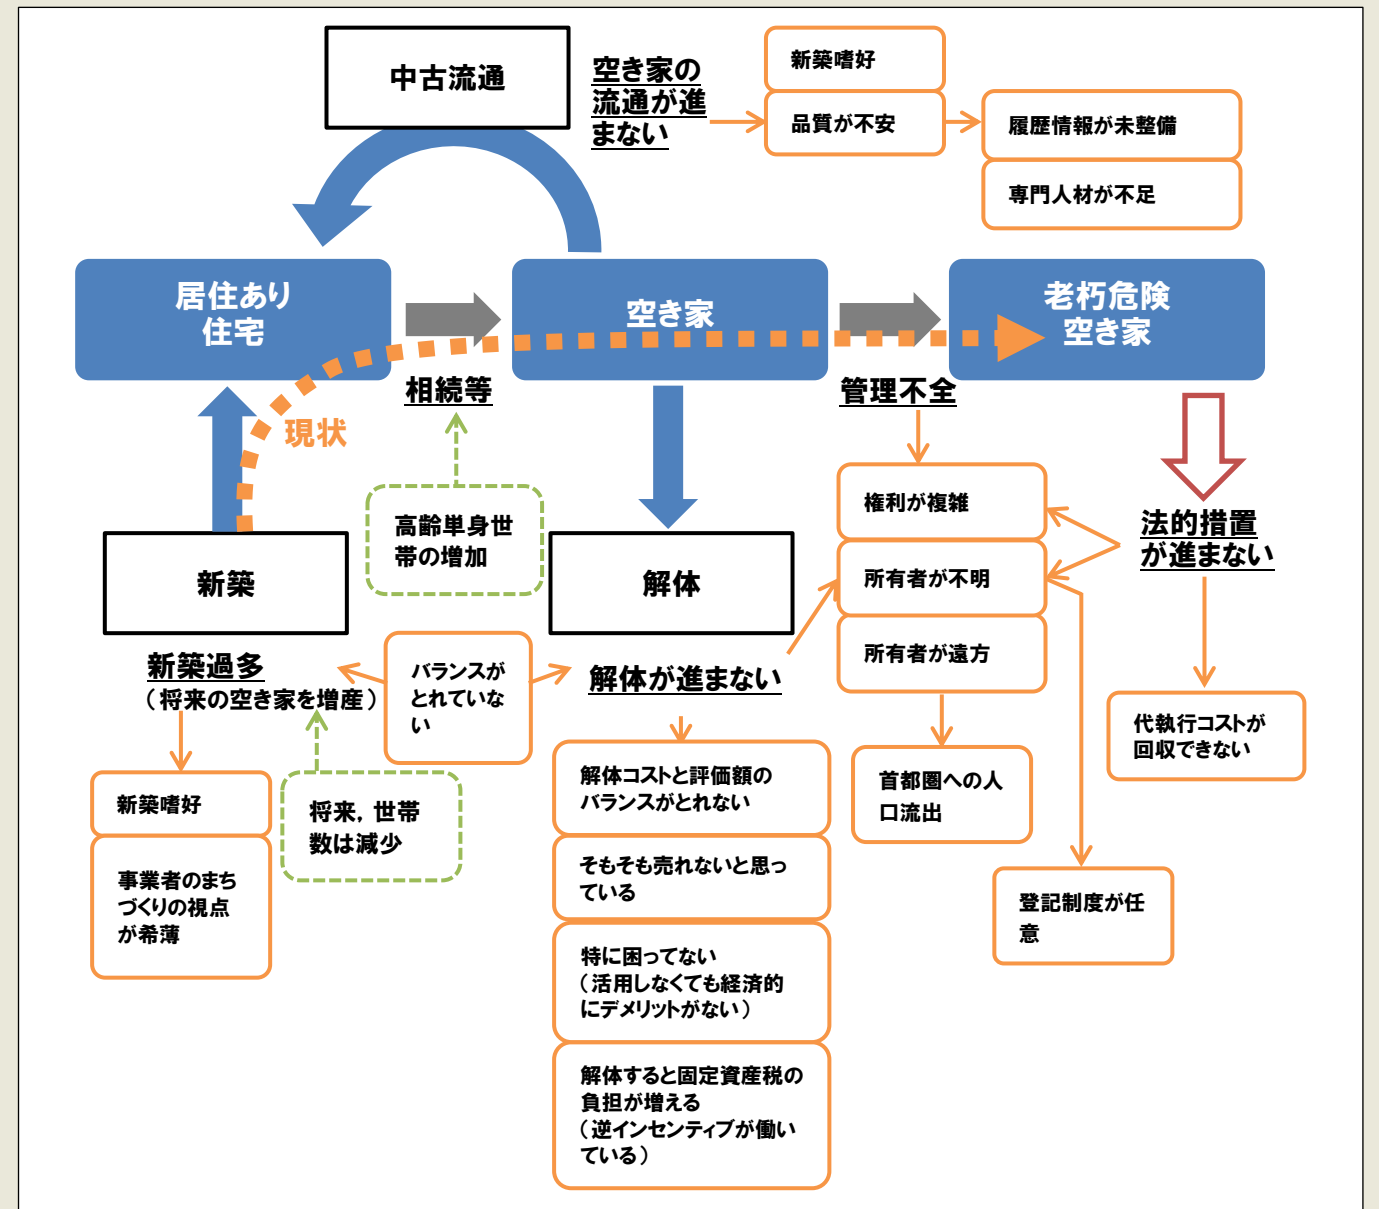 中古流通
空き家の
流通が進
まない
新築嗜好
品質が不安
履歴情報が未整備
専門人材が不足
居住あり
住宅
空き家
老朽危険
空き家
相続等
管理不全
現状
高齢単身世
帯の増加
権利が複雑
所有者が不明
所有者が遠方
法的措置
が進まない
新築
解体
新築過多
（将来の空き家を増産）
バランスが
とれていな
い
解体が進まない
新築嗜好
事業者のまち
づくりの視点
が希薄
将来，世帯
数は減少
解体コストと評価額の
バランスがとれない
そもそも売れないと思っ
ている
特に困ってない
（活用しなくても経済的
にデメリットがない）
解体すると固定資産税の
負担が増える
（逆インセンティブが働い
ている）
首都圏への人
口流出
代執行コストが
回収できない
登記制度が任
意